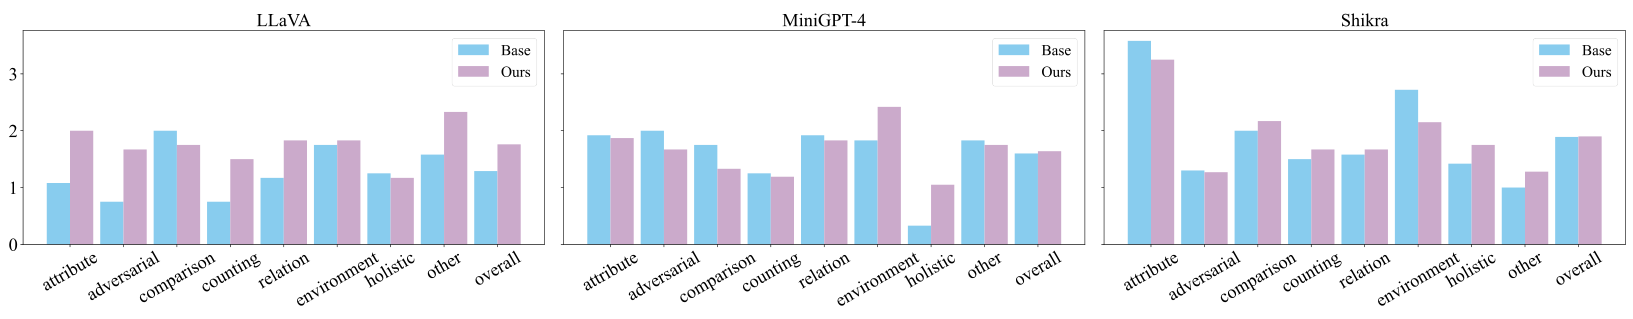 LLaVA
Base
Ours
3
2
1
0
attribute
adversarial
comparison
counting
relation
environment
holistic
other
overall
MiniGPT-4
Base
Ours
attribute
adversarial
comparison
counting
relation
environment
holistic
other
overall
Shikra
Base
Ours
attribute
adversarial
comparison
counting
relation
environment
holistic
other
overall